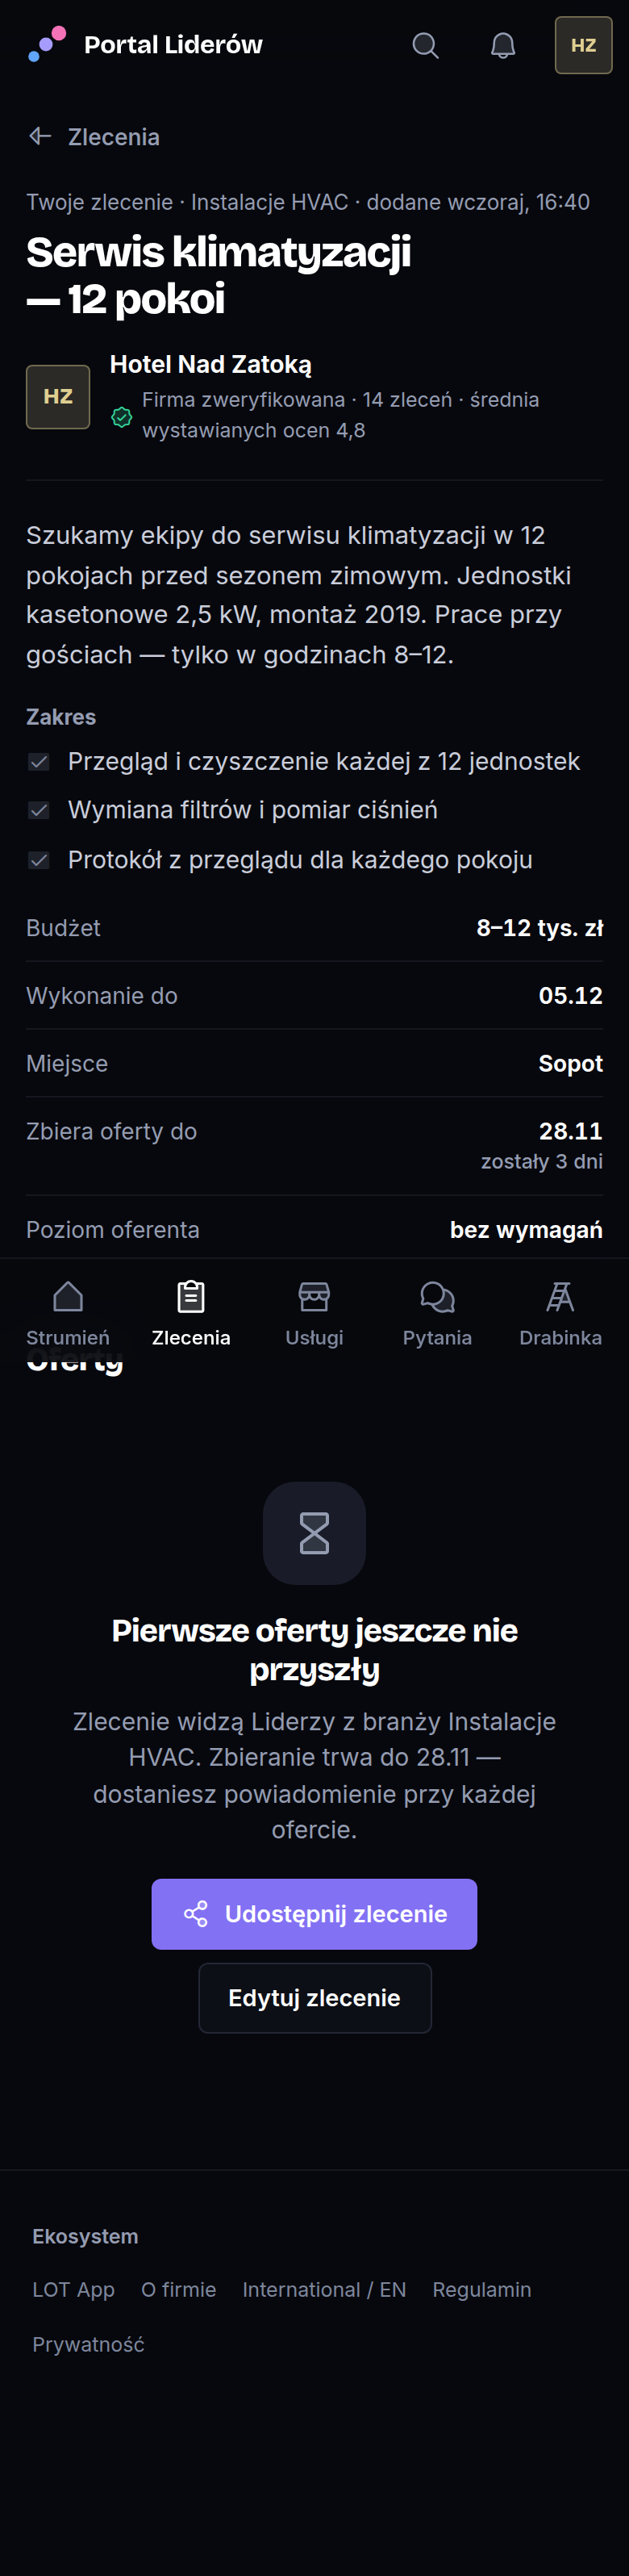 Portal Liderów
HZ
Zlecenia
Twoje zlecenie · Instalacje HVAC · dodane wczoraj, 16:40
Serwis klimatyzacji
— 12 pokoi
HZ
Hotel Nad Zatoką
Firma zweryfikowana · 14 zleceń · średnia
wystawianych ocen 4,8
Szukamy ekipy do serwisu klimatyzacji w 12
pokojach przed sezonem zimowym. Jednostki
kasetonowe 2,5 kW, montaż 2019. Prace przy
gościach — tylko w godzinach 8–12.
Zakres
Przegląd i czyszczenie każdej z 12 jednostek
Wymiana filtrów i pomiar ciśnień
Protokół z przeglądu dla każdego pokoju
Budżet 8–12 tys. zł
Wykonanie do 05.12
Miejsce Sopot
Zbiera oferty do 28.11
zostały 3 dni
Poziom oferenta bez wymagań
Strumień Zlecenia Usługi Pytania Drabinka
Oferty
Pierwsze oferty jeszcze nie
przyszły
Zlecenie widzą Liderzy z branży Instalacje
HVAC. Zbieranie trwa do 28.11 —
dostaniesz powiadomienie przy każdej
ofercie.
Udostępnij zlecenie
Edytuj zlecenie
Ekosystem
LOT App O firmie International / EN Regulamin
Prywatność